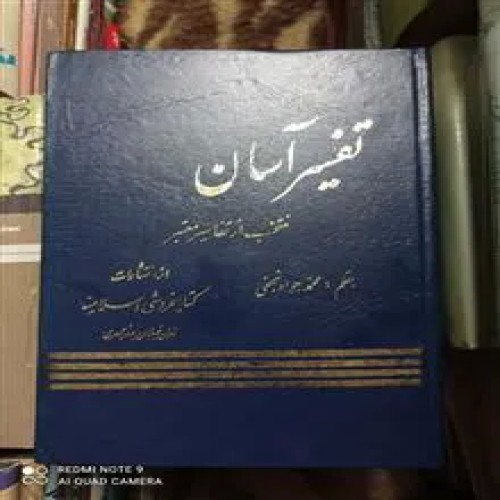 تفسیر آسان
منتخب از تفاسیر معتبر
بقلم : محمد جواد نجفی
از انتشارات
کتابفروشی اسلامیه
REDMI NOTE 9
AI QUAD CAMERA